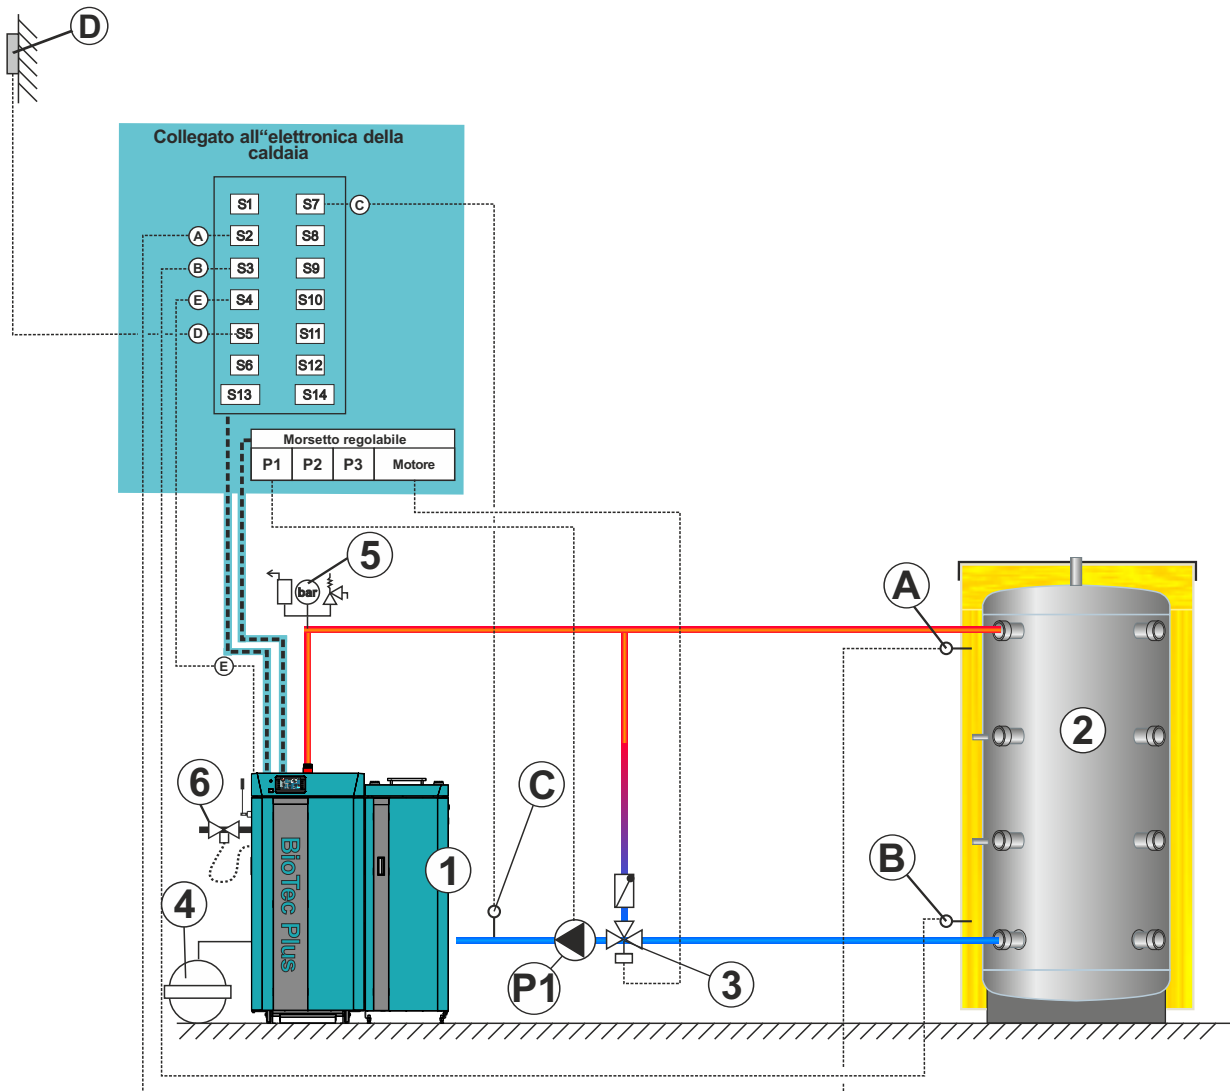 D
Collegato all“elettronica della
caldaia
S1 S7 C
A S2 S8
B S3 S9
E S4 S10
D S5 S11
S6 S12
S13 S14
Morsetto regolabile
P1 P2 P3 Motore
5
bar
A
E
2
6
C
BioTec Plus
1
B
4
P1
3